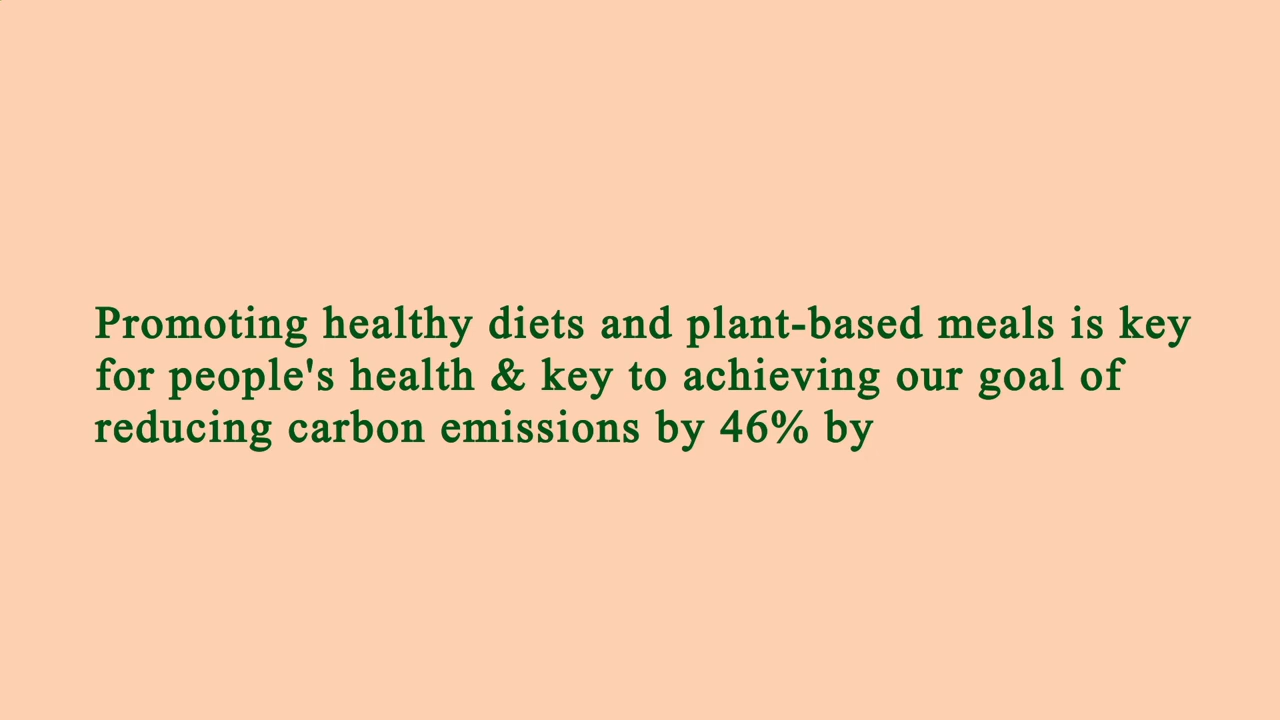 Promoting healthy diets and plant-based meals is key
for people's health & key to achieving our goal of
reducing carbon emissions by 46% by